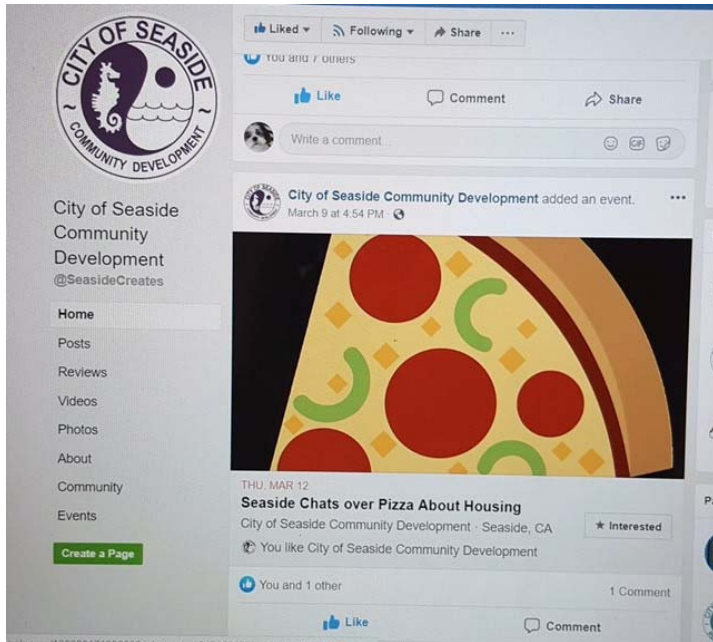 CITY OF SEASIDE
COMMUNITY DEVELOPMENT
City of Seaside
Community
Development
@SeasideCreates
Home
Posts
Reviews
Videos
Photos
About
Community
Events
Create a Page
Liked Following Share ...
You and 7 others
Like Comment Share
Write a comment...
GIF
City of Seaside Community Development added an event.
March 9 at 4:54 PM
THU, MAR 12
Seaside Chats over Pizza About Housing
City of Seaside Community Development · Seaside, CA
Interested
You like City of Seaside Community Development
You and 1 other
1 Comment
Like Comment